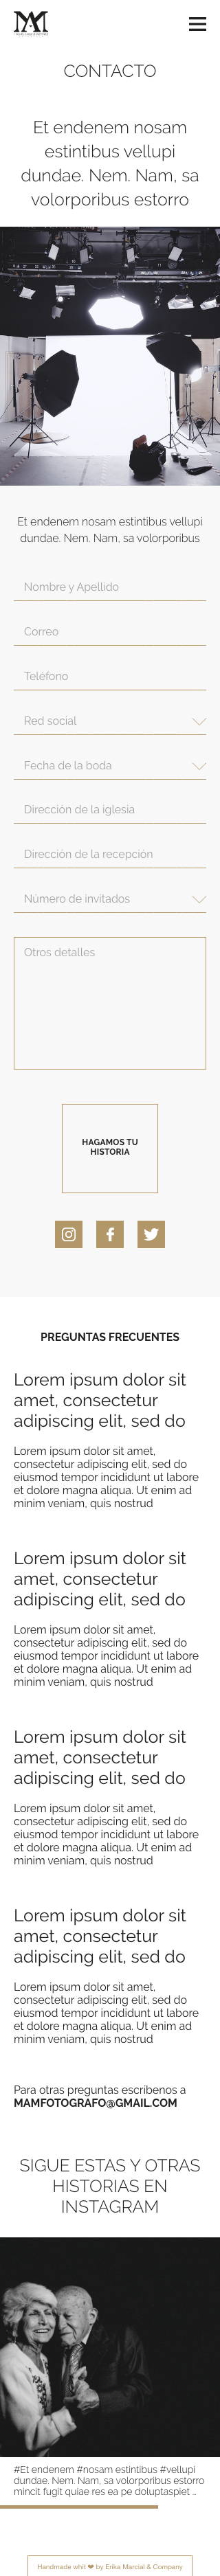 CONTACTO
Et endenem nosam
estintibus vellupi
dundae. Nem. Nam, sa
volorporibus estorro
Et endenem nosam estintibus vellupi
dundae. Nem. Nam, sa volorporibus
Nombre y Apellido
Correo
Teléfono
Red social
Fecha de la boda
Dirección de la iglesia
Dirección de la recepción
Número de invitados
Otros detalles
HAGAMOS TU
HISTORIA
PREGUNTAS FRECUENTES
Lorem ipsum dolor sit
amet, consectetur
adipiscing elit, sed do
Lorem ipsum dolor sit amet,
consectetur adipiscing elit, sed do
eiusmod tempor incididunt ut labore
et dolore magna aliqua. Ut enim ad
minim veniam, quis nostrud
Lorem ipsum dolor sit
amet, consectetur
adipiscing elit, sed do
Lorem ipsum dolor sit amet,
consectetur adipiscing elit, sed do
eiusmod tempor incididunt ut labore
et dolore magna aliqua. Ut enim ad
minim veniam, quis nostrud
Lorem ipsum dolor sit
amet, consectetur
adipiscing elit, sed do
Lorem ipsum dolor sit amet,
consectetur adipiscing elit, sed do
eiusmod tempor incididunt ut labore
et dolore magna aliqua. Ut enim ad
minim veniam, quis nostrud
Lorem ipsum dolor sit
amet, consectetur
adipiscing elit, sed do
Lorem ipsum dolor sit amet,
consectetur adipiscing elit, sed do
eiusmod tempor incididunt ut labore
et dolore magna aliqua. Ut enim ad
minim veniam, quis nostrud
Para otras preguntas escríbenos a
MAMFOTOGRAFO@GMAIL.COM
SIGUE ESTAS Y OTRAS
HISTORIAS EN
INSTAGRAM
#Et endenem #nosam estintibus #vellupi
dundae. Nem. Nam, sa volorporibus estorro
mincit fugit quiae res ea pe doluptaspiet ...
Handmade whit ❤ by Erika Marcial & Company